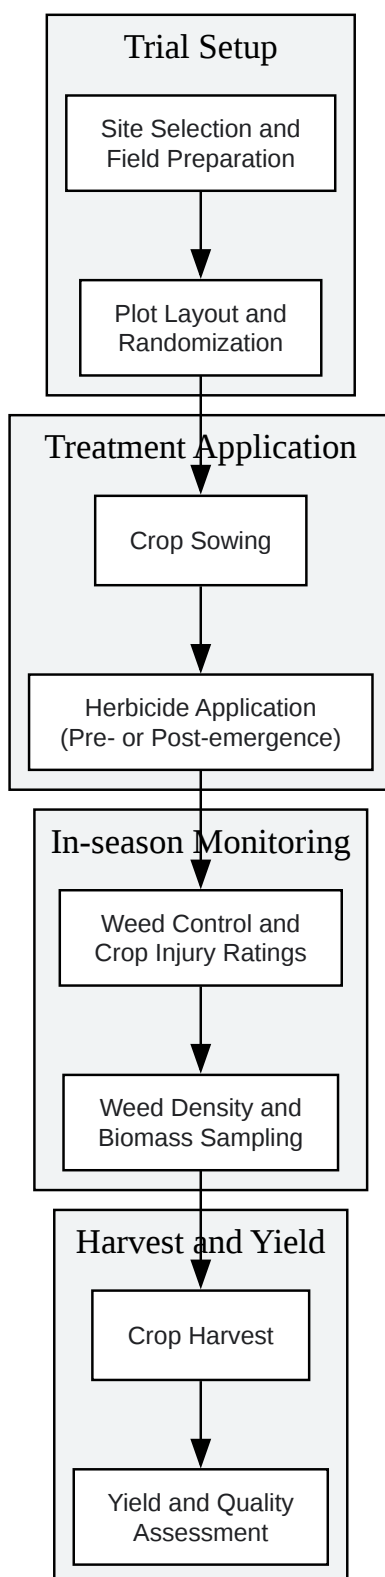 Trial Setup
Site Selection and
Field Preparation
Plot Layout and
Randomization
Treatment Application
Crop Sowing
Herbicide Application
(Pre- or Post-emergence)
In-season Monitoring
Weed Control and
Crop Injury Ratings
Weed Density and
Biomass Sampling
Harvest and Yield
Crop Harvest
Yield and Quality
Assessment